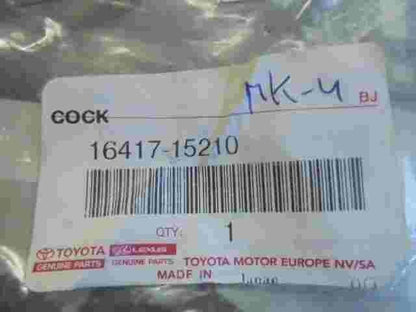 MK-4 BJ
COCK
16417-15210
QTY: 1
TOYOTA LEXUS
GENUINE PARTS GENUINE PARTS TOYOTA MOTOR EUROPE NV/SA
MADE IN Japan